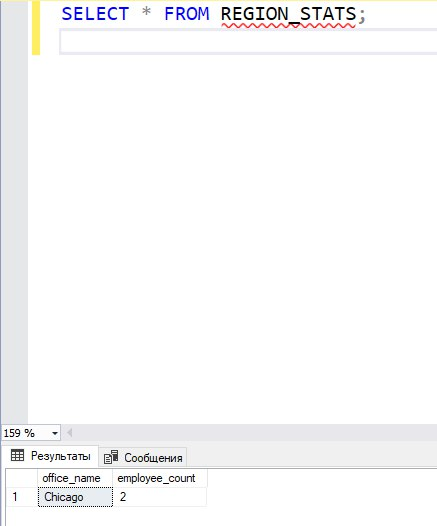 SELECT * FROM REGION_STATS;
159 %
Результаты Сообщения
office_name employee_count
1 Chicago 2